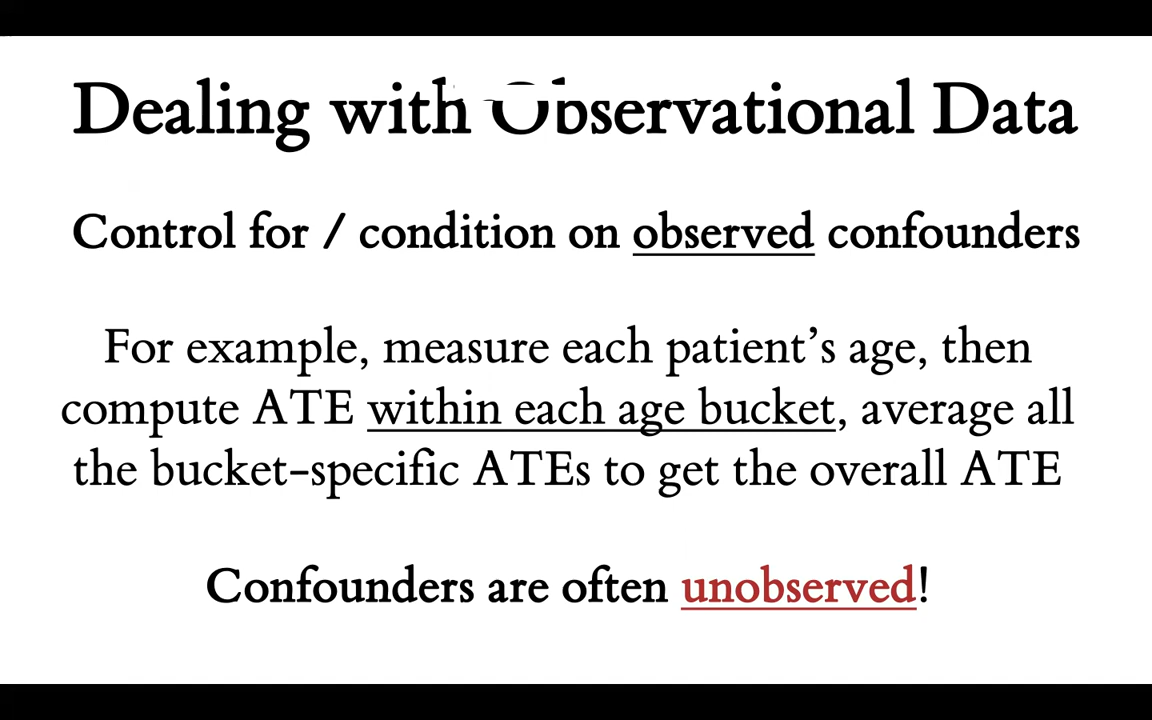 Dealing with Observational Data
Control for / condition on observed confounders
For example, measure each patient’s age, then
compute ATE within each age bucket, average all
the bucket-specific ATEs to get the overall ATE
Confounders are often unobserved!